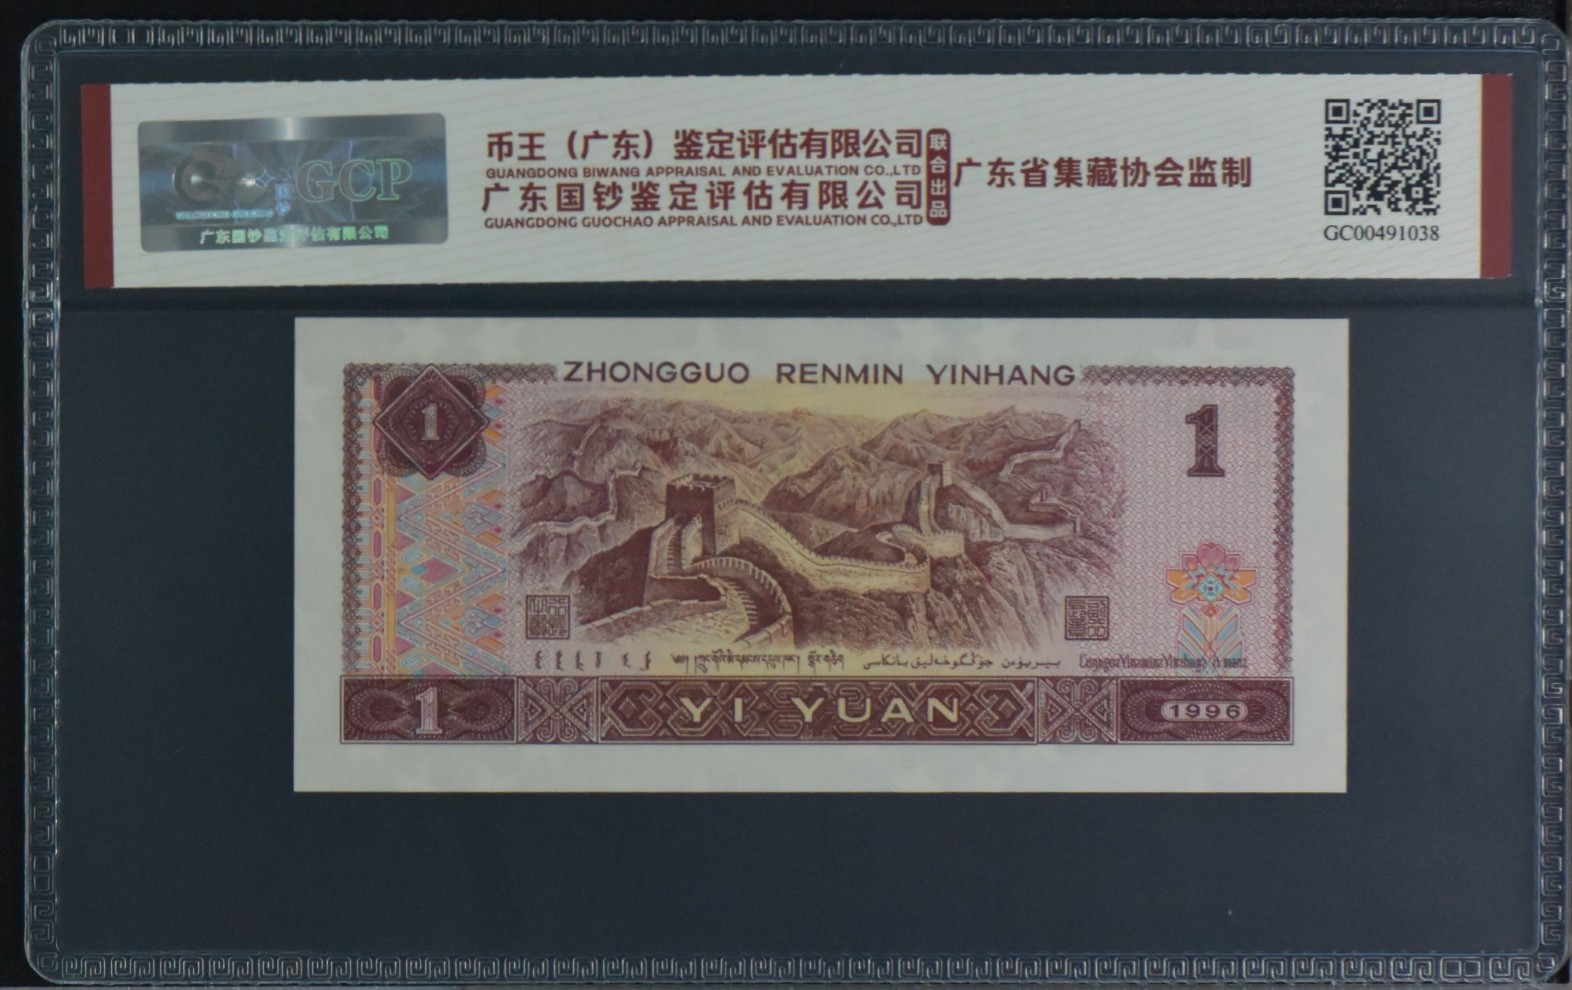 GCP
广东国钞鉴定评估有限公司
币王（广东）鉴定评估有限公司
GUANGDONG BIWANG APPRAISAL AND EVALUATION CO.,LTD
广东国钞鉴定评估有限公司
GUANGDONG GUOCHAO APPRAISAL AND EVALUATION CO.,LTD
联合出品
广东省集藏协会监制
GC00491038
ZHONGGUO RENMIN YINHANG
1
1
1
YI YUAN
1996